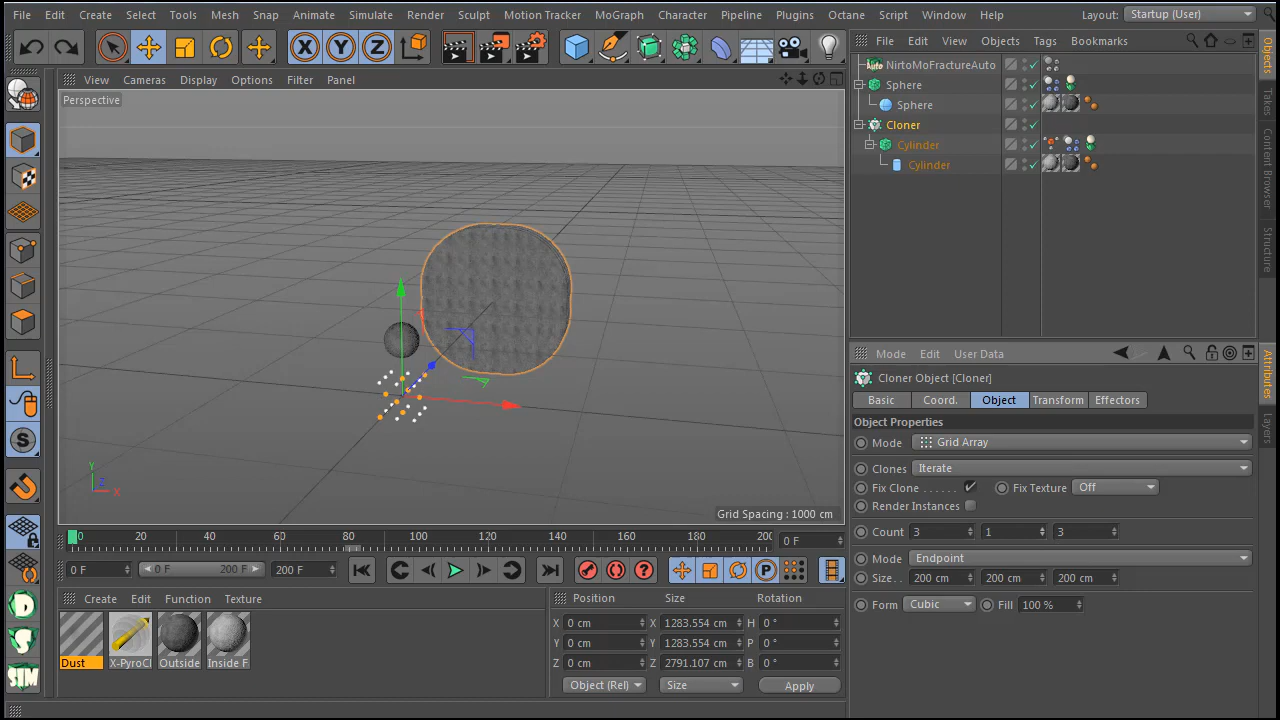 File Edit Create Select Tools Mesh Snap Animate Simulate Render Sculpt Motion Tracker MoGraph Character Pipeline Plugins Octane Script Window Help Layout: Startup (User)
View Cameras Display Options Filter Panel
File Edit View Objects Tags Bookmarks
Perspective
NirtoMoFractureAuto
Sphere
Sphere
Cloner
Cylinder
Cylinder
Objects
Takes
Content Browser
Structure
Mode Edit User Data
Cloner Object [Cloner]
Basic Coord. Object Transform Effectors
Object Properties
Mode Grid Array
Clones Iterate
Fix Clone . . . . . . Fix Texture Off
Render Instances
Count 3 1 3
Mode Endpoint
Size . . 200 cm 200 cm 200 cm
Form Cubic Fill 100 %
Attributes
Layers
Y
Z
X
Grid Spacing : 1000 cm
0 20 40 60 80 100 120 140 160 180 200 0 F
0 F 0 F 200 F 200 F
Create Edit Function Texture
Dust X-PyroCl Outside Inside F
Position Size Rotation
X 0 cm X 1283.554 cm H 0 °
Y 0 cm Y 1283.554 cm P 0 °
Z 0 cm Z 2791.107 cm B 0 °
Object (Rel) Size Apply